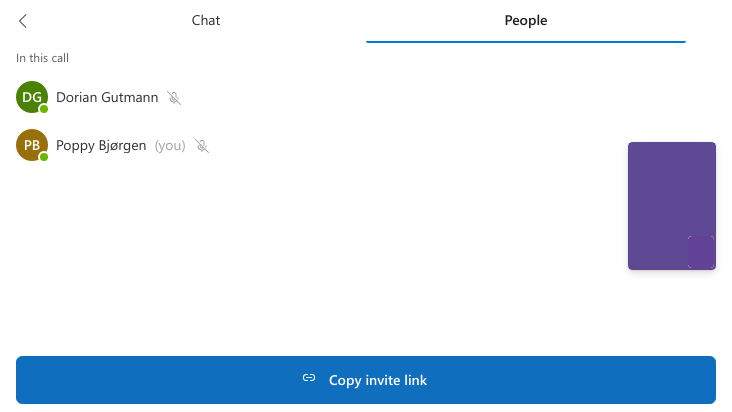 Chat
People
In this call
DG Dorian Gutmann
PB Poppy Bjørgen (you)
Copy invite link